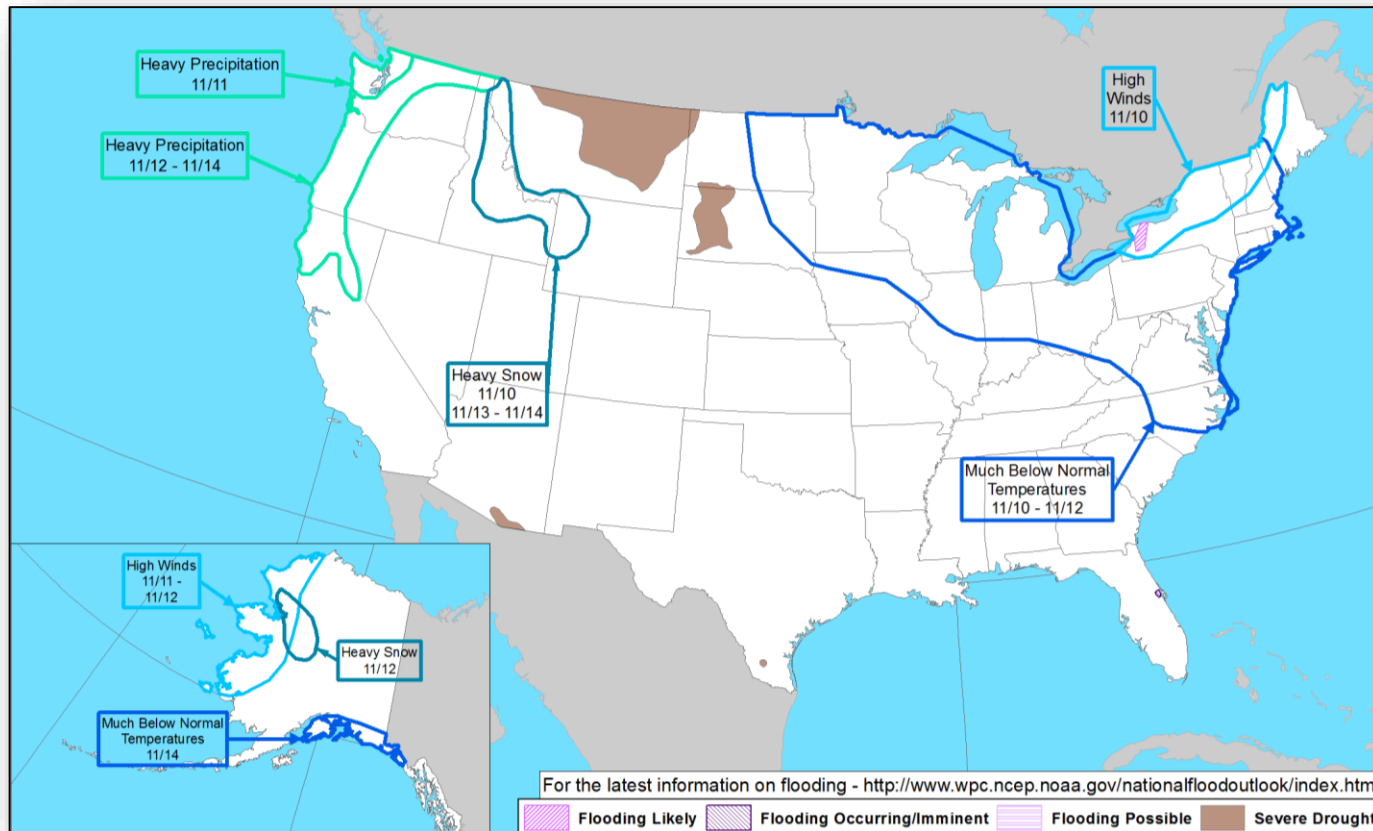 Heavy Precipitation
11/11
Heavy Precipitation
11/12 - 11/14
High
Winds
11/10
Heavy Snow
11/10
11/13 - 11/14
Much Below Normal
Temperatures
11/10 - 11/12
High Winds
11/11 -
11/12
Heavy Snow
11/12
Much Below Normal
Temperatures
11/14
For the latest information on flooding - http://www.wpc.ncep.noaa.gov/nationalfloodoutlook/index.htm
Flooding Likely
Flooding Occurring/Imminent
Flooding Possible
Severe Drought